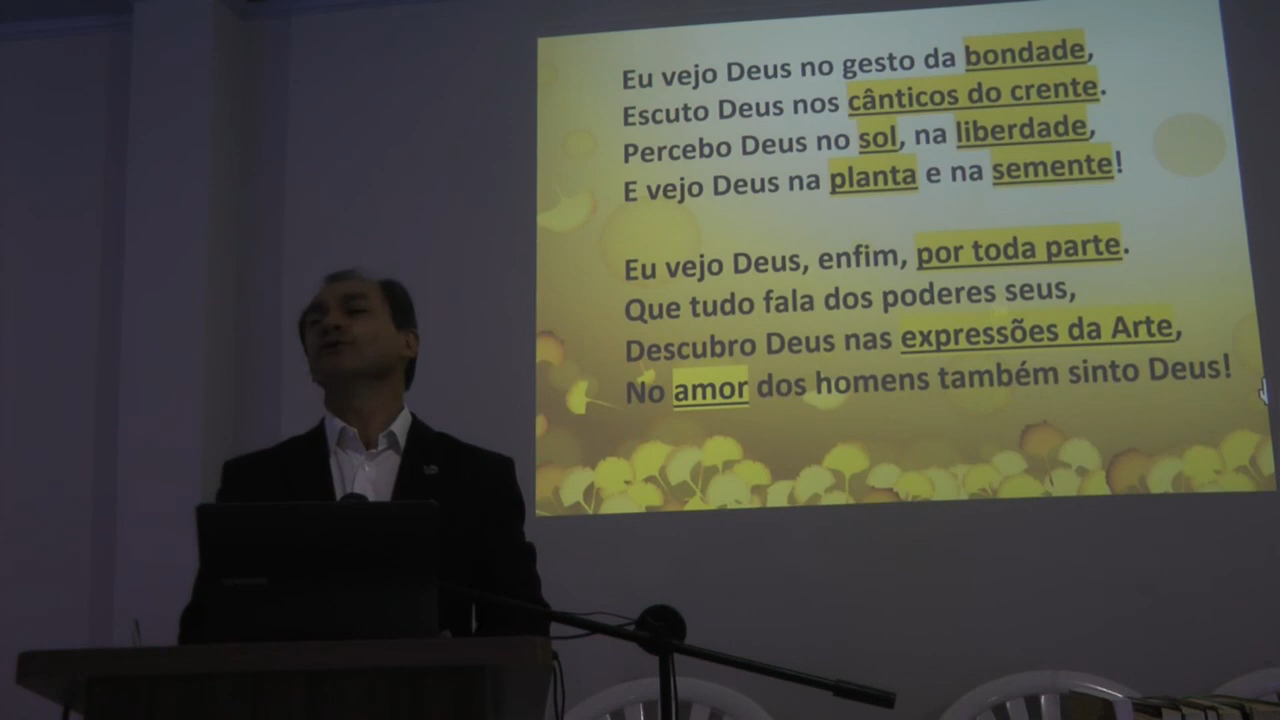 Eu vejo Deus no gesto da bondade,
Escuto Deus nos cânticos do crente.
Percebo Deus no sol, na liberdade,
E vejo Deus na planta e na semente!
Eu vejo Deus, enfim, por toda parte.
Que tudo fala dos poderes seus,
Descubro Deus nas expressões da Arte,
No amor dos homens também sinto Deus!